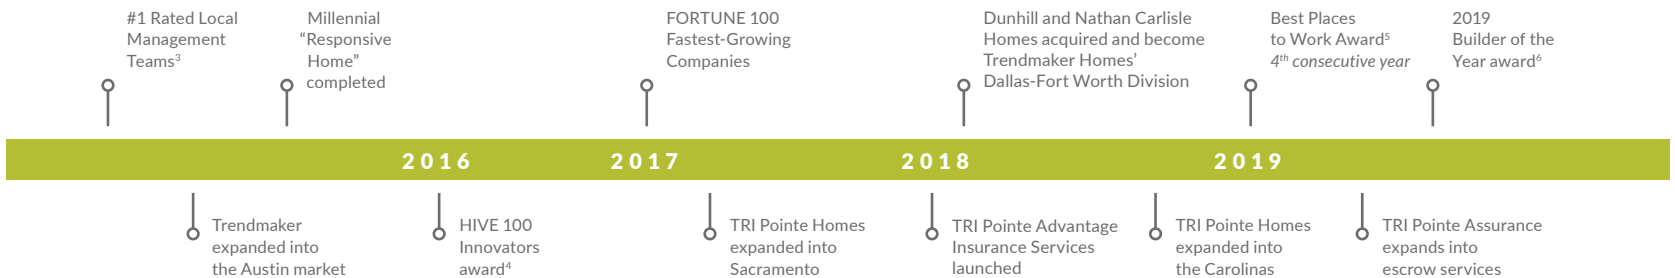 #1 Rated Local
Management
Teams³
Millennial
“Responsive
Home”
completed
FORTUNE 100
Fastest-Growing
Companies
Dunhill and Nathan Carlisle
Homes acquired and become
Trendmaker Homes’
Dallas-Fort Worth Division
Best Places
to Work Award⁵
4ᵗʰ consecutive year
2019
Builder of the
Year award⁶
2016
2017
2018
2019
Trendmaker
expanded into
the Austin market
HIVE 100
Innovators
award⁴
TRI Pointe Homes
expanded into
Sacramento
TRI Pointe Advantage
Insurance Services
launched
TRI Pointe Homes
expanded into
the Carolinas
TRI Pointe Assurance
expands into
escrow services